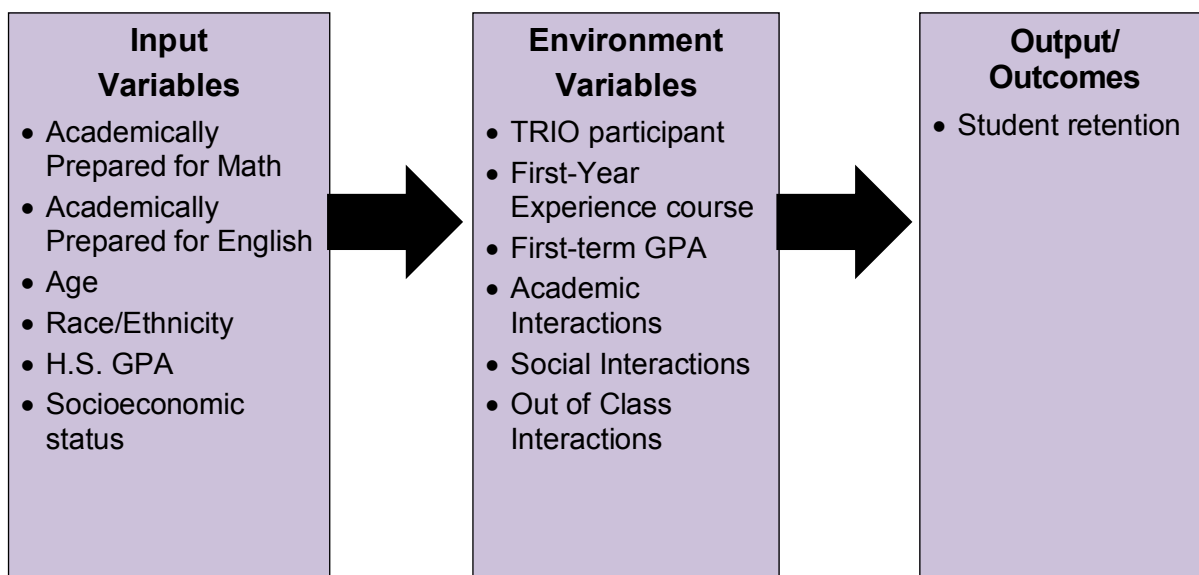 Input
Variables
• Academically
Prepared for Math
• Academically
Prepared for English
• Age
• Race/Ethnicity
• H.S. GPA
• Socioeconomic
status
Environment
Variables
• TRIO participant
• First-Year
Experience course
• First-term GPA
• Academic
Interactions
• Social Interactions
• Out of Class
Interactions
Output/
Outcomes
• Student retention